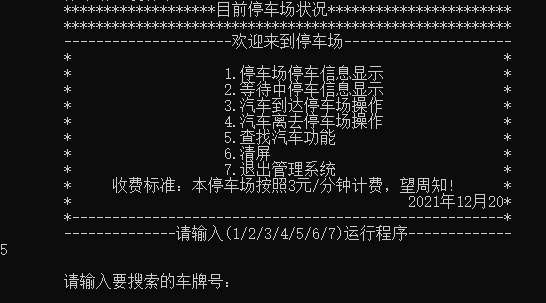 *******************目前停车场状况*********************
******************************************************
---------------------欢迎来到停车场---------------------
* *
* 1.停车场停车信息显示 *
* 2.等待中停车信息显示 *
* 3.汽车到达停车场操作 *
* 4.汽车离去停车场操作 *
* 5.查找汽车功能 *
* 6.清屏 *
* 7.退出管理系统 *
* 收费标准：本停车场按照3元/分钟计费，望周知! *
* 2021年12月20*
*------------------------------------------------------*
--------------请输入(1/2/3/4/5/6/7)运行程序-------------
5
请输入要搜索的车牌号：